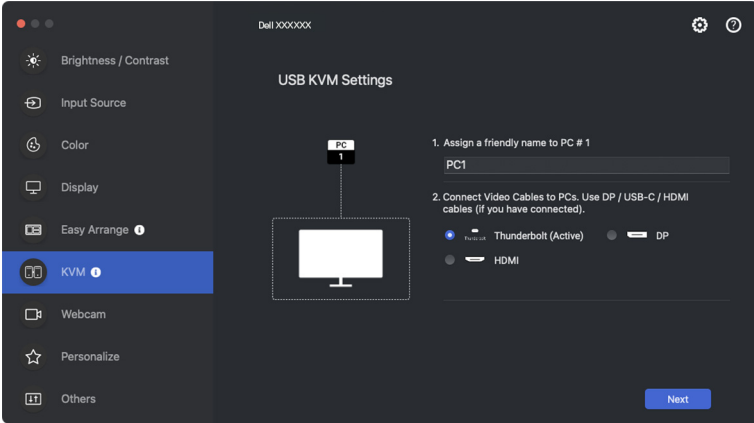 Dell XXXXXX
Brightness / Contrast
Input Source
Color
Display
Easy Arrange
KVM
Webcam
Personalize
Others
USB KVM Settings
PC
1
1. Assign a friendly name to PC # 1
PC1
2. Connect Video Cables to PCs. Use DP / USB-C / HDMI
cables (if you have connected).
Thunderbolt (Active)
DP
HDMI
Next